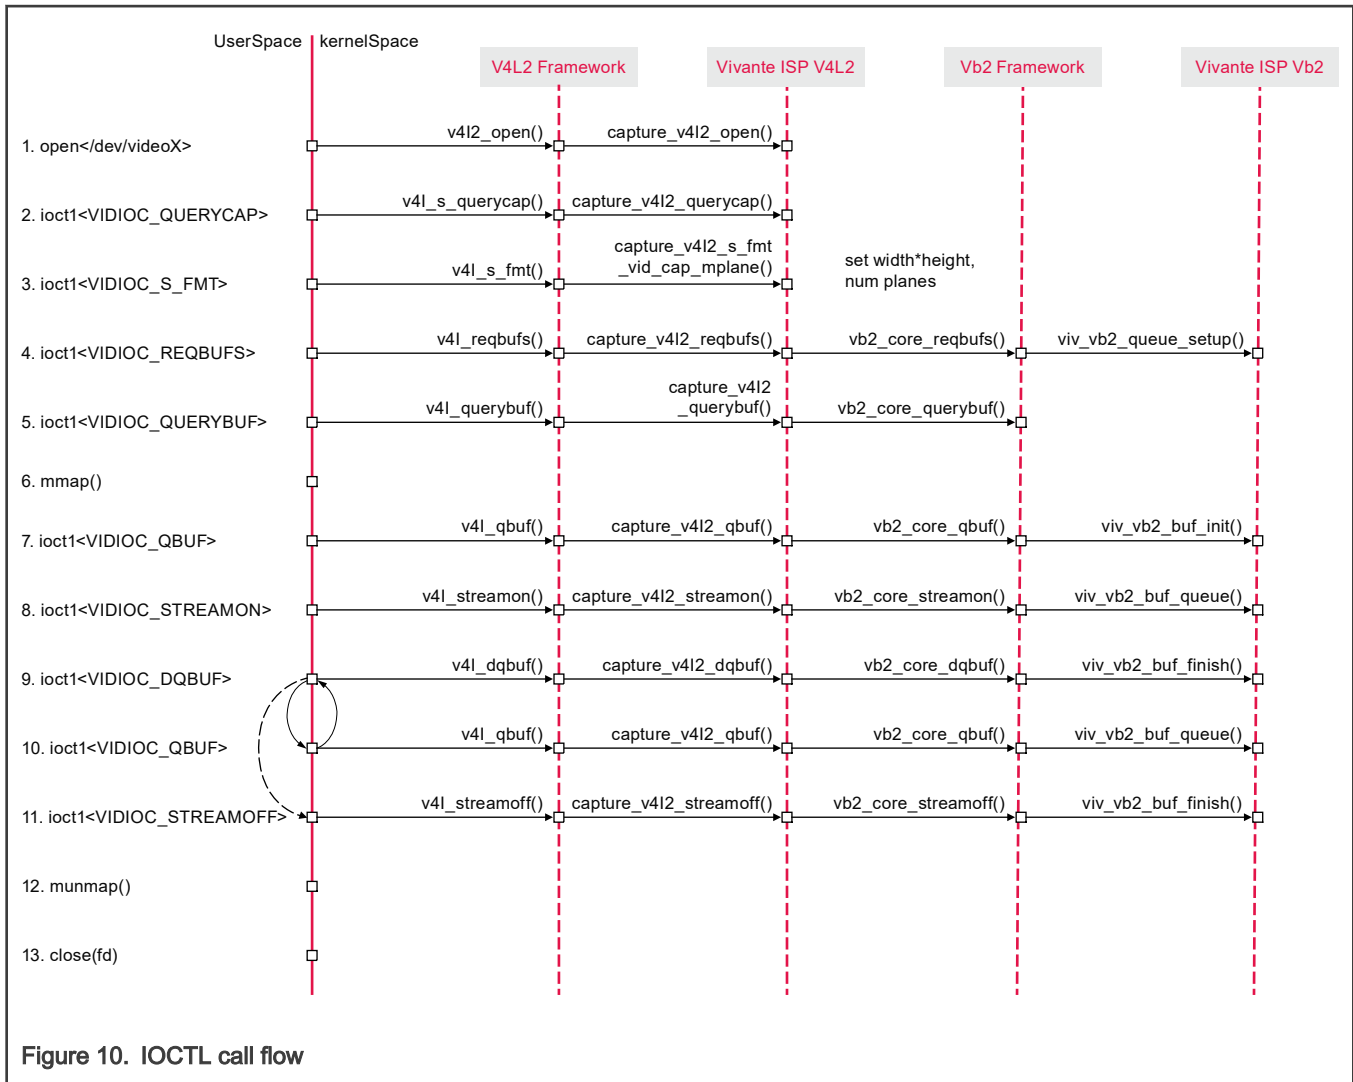 UserSpace kernelSpace
V4L2 Framework Vivante ISP V4L2 Vb2 Framework Vivante ISP Vb2
1. open</dev/videoX> v4l2_open() capture_v4l2_open()
2. ioct1<VIDIOC_QUERYCAP> v4l_s_querycap() capture_v4l2_querycap()
capture_v4l2_s_fmt
3. ioct1<VIDIOC_S_FMT> v4l_s_fmt() _vid_cap_mplane() set width*height,
num planes
4. ioct1<VIDIOC_REQBUFS> v4l_reqbufs() capture_v4l2_reqbufs() vb2_core_reqbufs() viv_vb2_queue_setup()
capture_v4l2
5. ioct1<VIDIOC_QUERYBUF> v4l_querybuf() _querybuf() vb2_core_querybuf()
6. mmap()
7. ioct1<VIDIOC_QBUF> v4l_qbuf() capture_v4l2_qbuf() vb2_core_qbuf() viv_vb2_buf_init()
8. ioct1<VIDIOC_STREAMON> v4l_streamon() capture_v4l2_streamon() vb2_core_streamon() viv_vb2_buf_queue()
9. ioct1<VIDIOC_DQBUF> v4l_dqbuf() capture_v4l2_dqbuf() vb2_core_dqbuf() viv_vb2_buf_finish()
10. ioct1<VIDIOC_QBUF> v4l_qbuf() capture_v4l2_qbuf() vb2_core_qbuf() viv_vb2_buf_queue()
11. ioct1<VIDIOC_STREAMOFF> v4l_streamoff() capture_v4l2_streamoff() vb2_core_streamoff() viv_vb2_buf_finish()
12. munmap()
13. close(fd)
Figure 10. IOCTL call flow